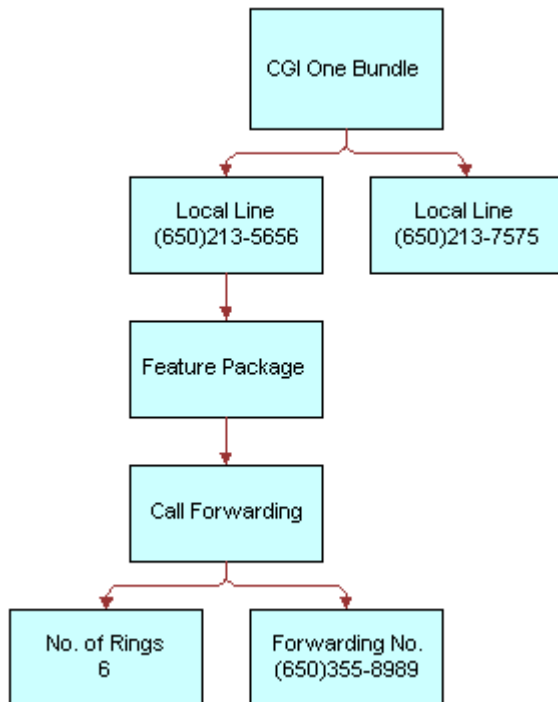 CGI One Bundle
Local Line
(650)213-5656
Local Line
(650)213-7575
Feature Package
Call Forwarding
No. of Rings
6
Forwarding No.
(650)355-8989